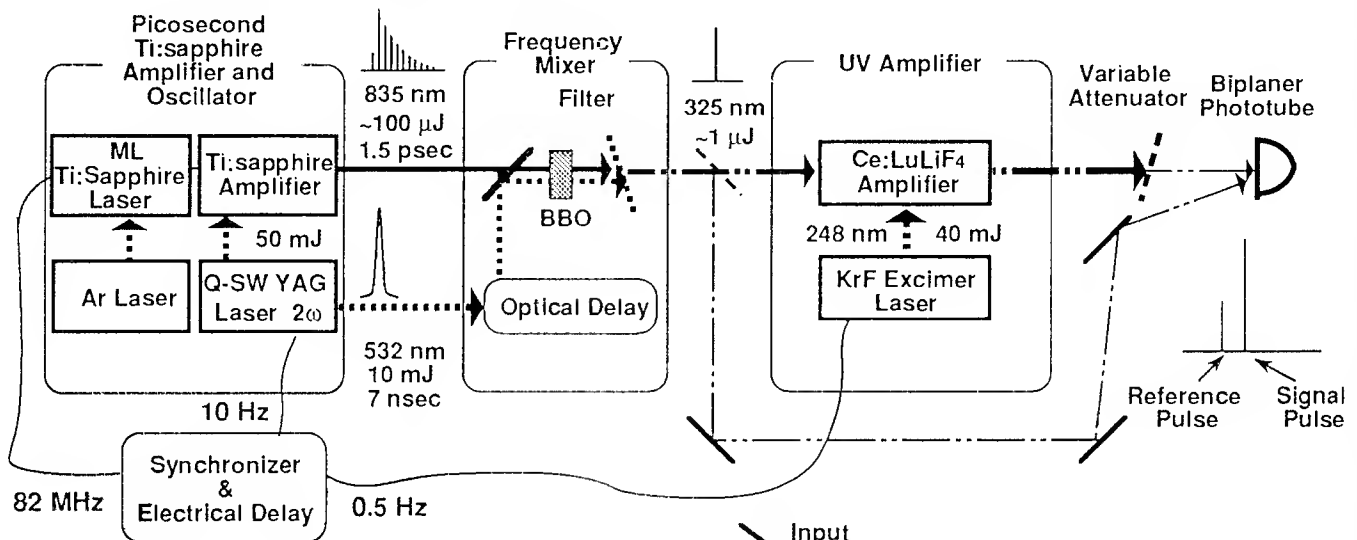 Picosecond
Ti:sapphire
Amplifier and
Oscillator
835 nm
~100 μJ
1.5 psec
Frequency
Mixer
Filter
BBO
325 nm
~1 μJ
UV Amplifier
Variable
Attenuator
Biplaner
Phototube
ML
Ti:Sapphire
Laser
Ti:sapphire
Amplifier
Ce:LuLiF4
Amplifier
50 mJ
248 nm
40 mJ
Ar Laser
Q-SW YAG
Laser 2ω
Optical Delay
KrF Excimer
Laser
532 nm
10 mJ
7 nsec
Reference
Pulse
Signal
Pulse
10 Hz
Synchronizer
&
Electrical Delay
82 MHz
0.5 Hz
Input